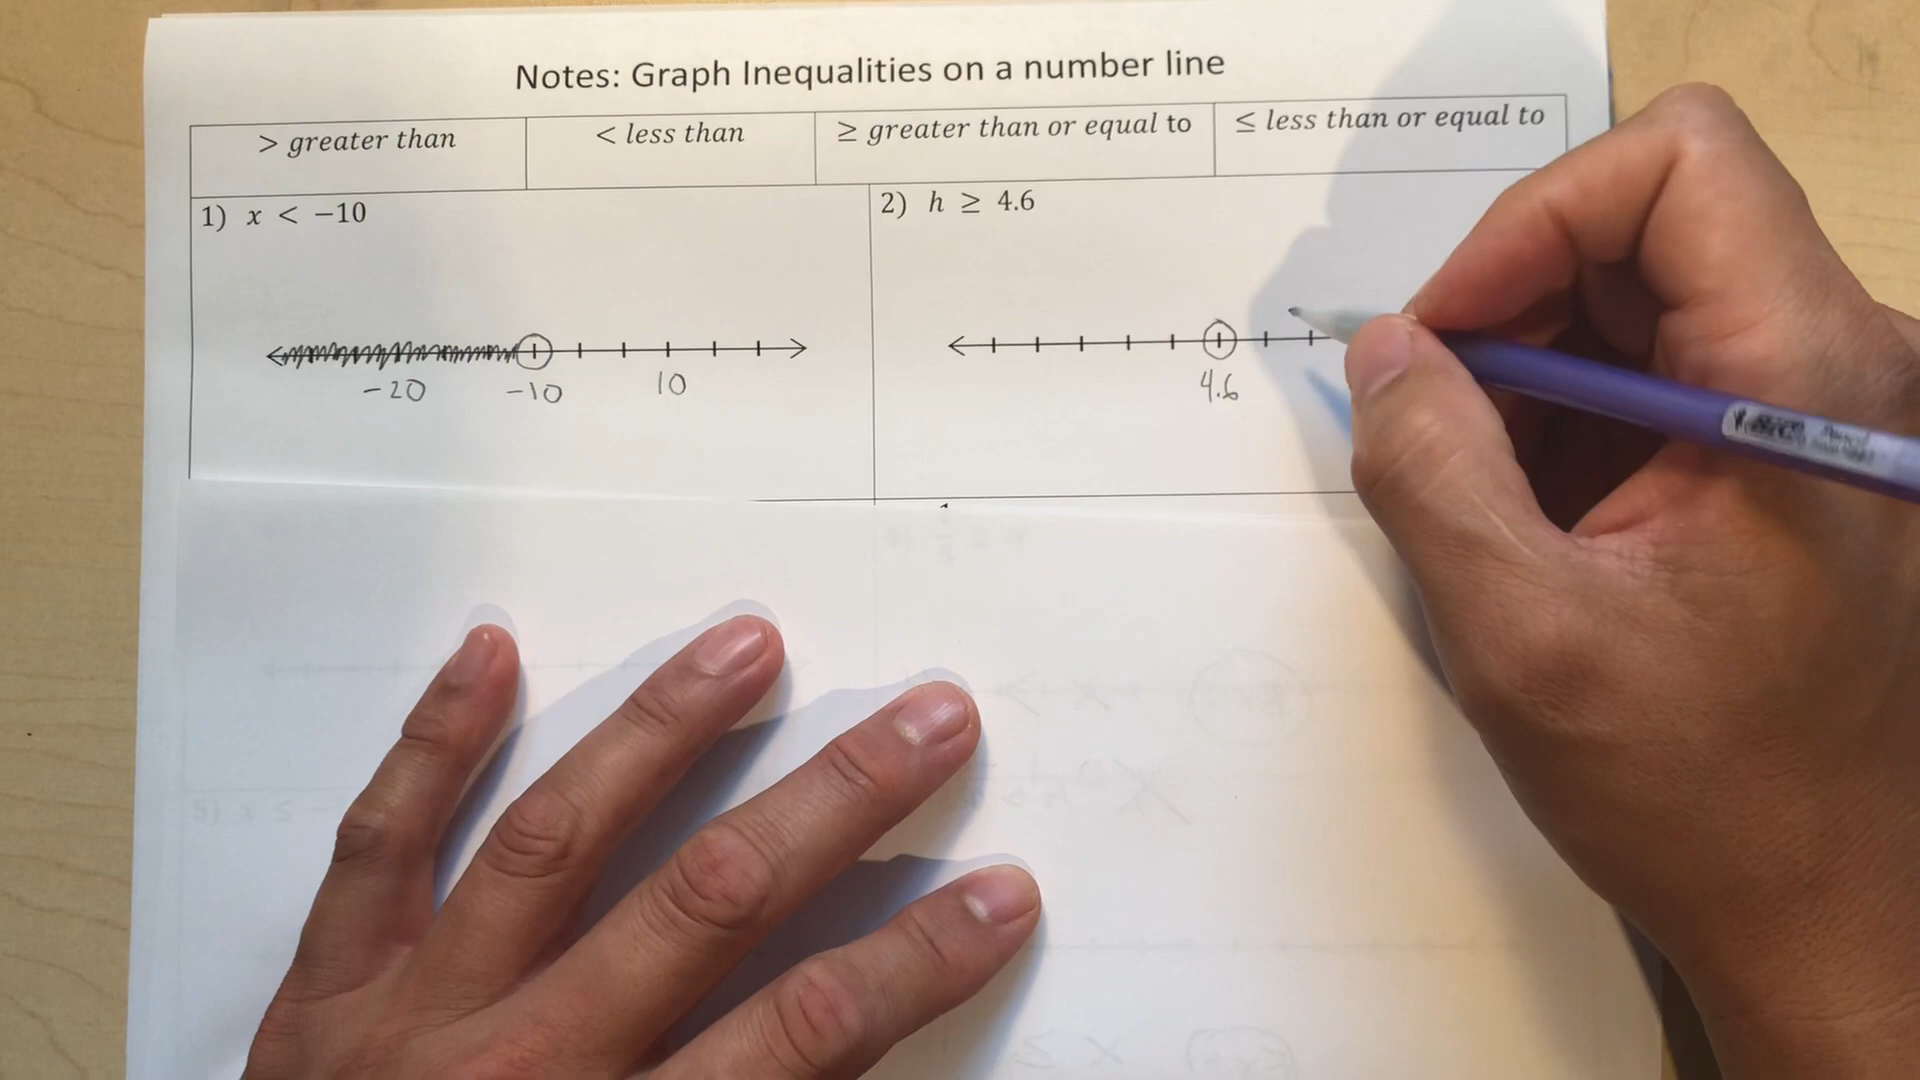 Notes: Graph Inequalities on a number line
> greater than
< less than
≥ greater than or equal to
≤ less than or equal to
1) x < −10
2) h ≥ 4.6
−20 −10 10
4.6